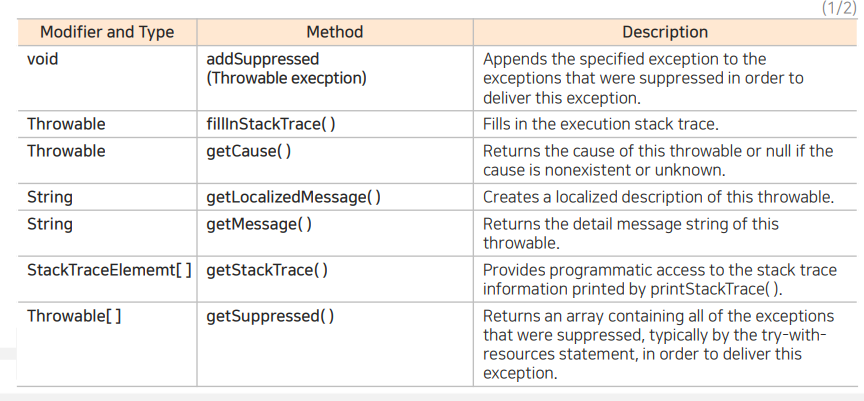 (1/2)
Modifier and Type Method Description
void addSuppressed Appends the specified exception to the
(Throwable execption) exceptions that were suppressed in order to
deliver this exception.
Throwable fillInStackTrace( ) Fills in the execution stack trace.
Throwable getCause( ) Returns the cause of this throwable or null if the
cause is nonexistent or unknown.
String getLocalizedMessage( ) Creates a localized description of this throwable.
String getMessage( ) Returns the detail message string of this
throwable.
StackTraceElememt[ ] getStackTrace( ) Provides programmatic access to the stack trace
information printed by printStackTrace( ).
Throwable[ ] getSuppressed( ) Returns an array containing all of the exceptions
that were suppressed, typically by the try-with-
resources statement, in order to deliver this
exception.